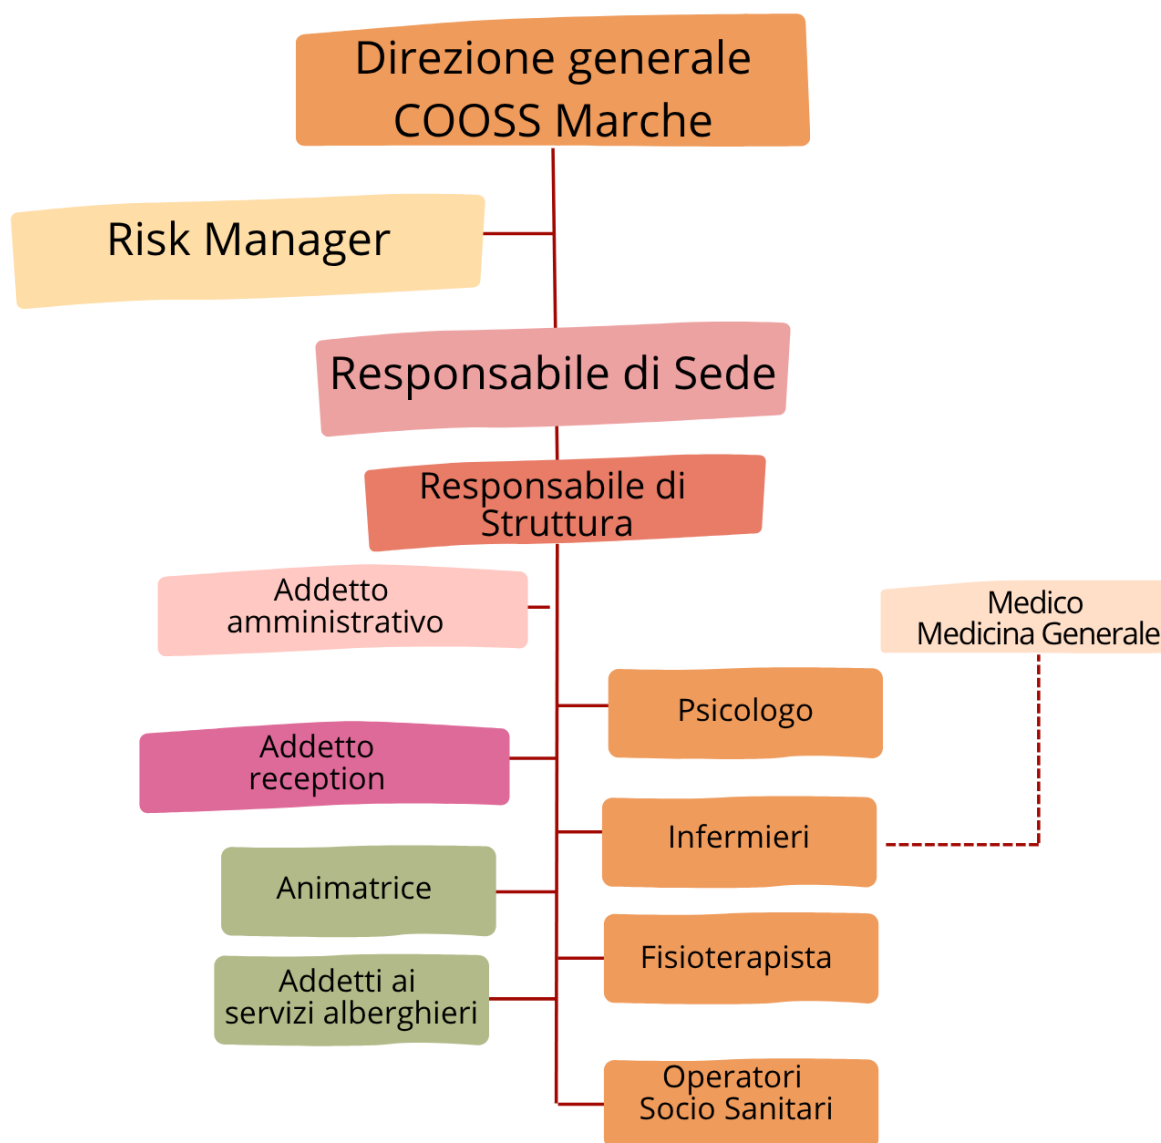 Direzione generale
COOSS Marche
Risk Manager
Responsabile di Sede
Responsabile di
Struttura
Addetto
amministrativo
Medico
Medicina Generale
Psicologo
Addetto
reception
Infermieri
Animatrice
Fisioterapista
Addetti ai
servizi alberghieri
Operatori
Socio Sanitari